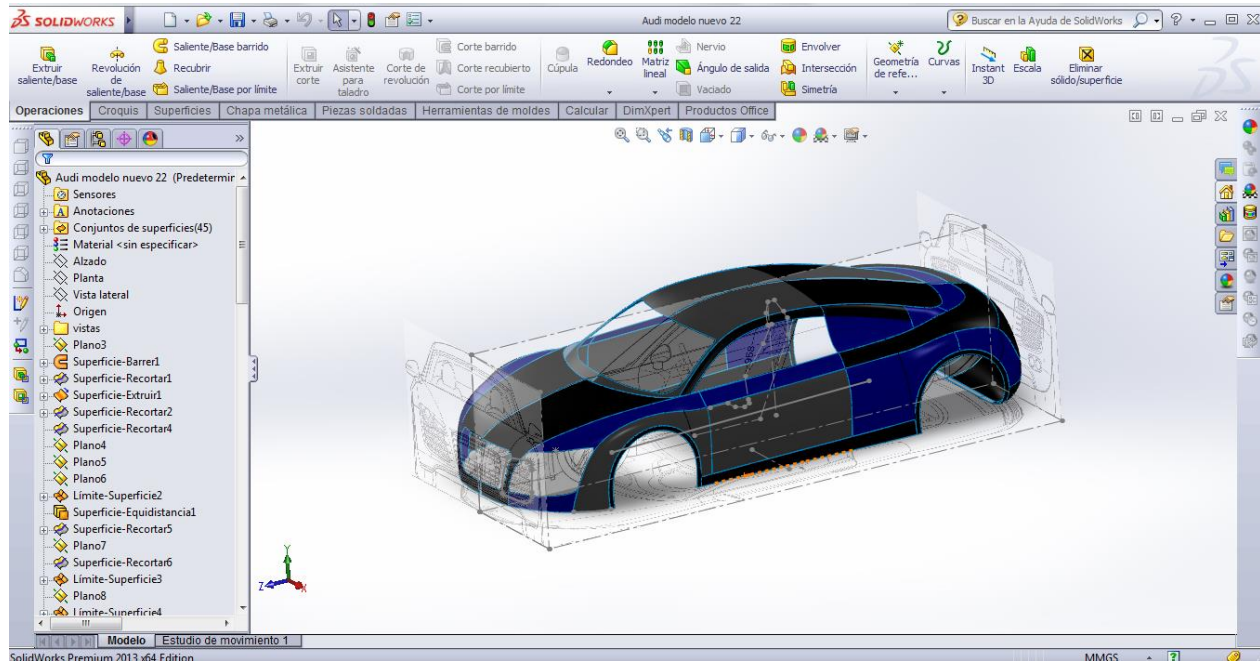 SOLIDWORKS
Audi modelo nuevo 22
Buscar en la Ayuda de SolidWorks
Extruir saliente/base
Revolución de saliente/base
Saliente/Base barrido
Recubrir
Saliente/Base por límite
Extruir corte
Asistente para taladro
Corte de revolución
Corte barrido
Corte recubierto
Corte por límite
Cúpula
Redondeo
Matriz lineal
Nervio
Ángulo de salida
Vaciado
Envolver
Intersección
Simetría
Geometría de refe...
Curvas
Instant 3D
Escala
Eliminar sólido/superficie
Operaciones
Croquis
Superficies
Chapa metálica
Piezas soldadas
Herramientas de moldes
Calcular
DimXpert
Productos Office
Audi modelo nuevo 22 (Predetermir
Sensores
Anotaciones
Conjuntos de superficies(45)
Material <sin especificar>
Alzado
Planta
Vista lateral
Origen
vistas
Plano3
Superficie-Barrer1
Superficie-Recortar1
Superficie-Extruir1
Superficie-Recortar2
Superficie-Recortar4
Plano4
Plano5
Plano6
Límite-Superficie2
Superficie-Equidistancia1
Superficie-Recortar5
Plano7
Superficie-Recortar6
Límite-Superficie3
Plano8
Límite-Superficie4
Y
Z
X
Modelo
Estudio de movimiento 1
SolidWorks Premium 2013 x64 Edition
MMGS